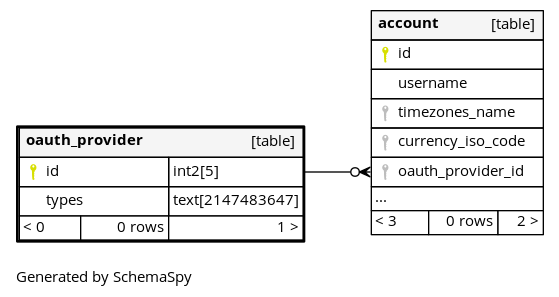 account [table]
id
username
timezones_name
currency_iso_code
oauth_provider_id
...
< 3 0 rows 2 >
oauth_provider [table]
id int2[5]
types text[2147483647]
< 0 0 rows 1 >
Generated by SchemaSpy